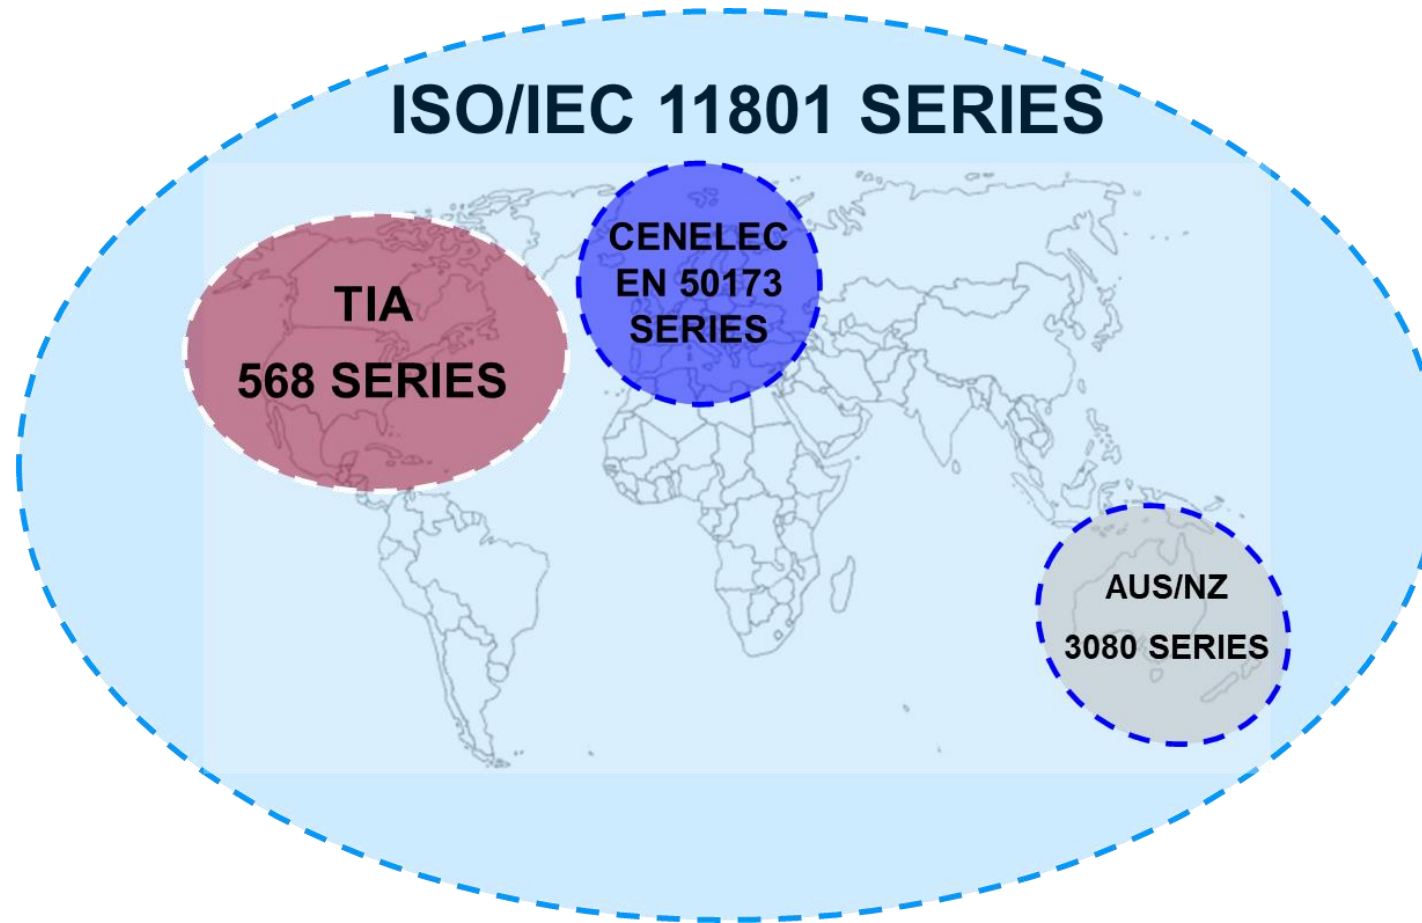 ISO/IEC 11801 SERIES
CENELEC
EN 50173
SERIES
TIA
568 SERIES
AUS/NZ
3080 SERIES